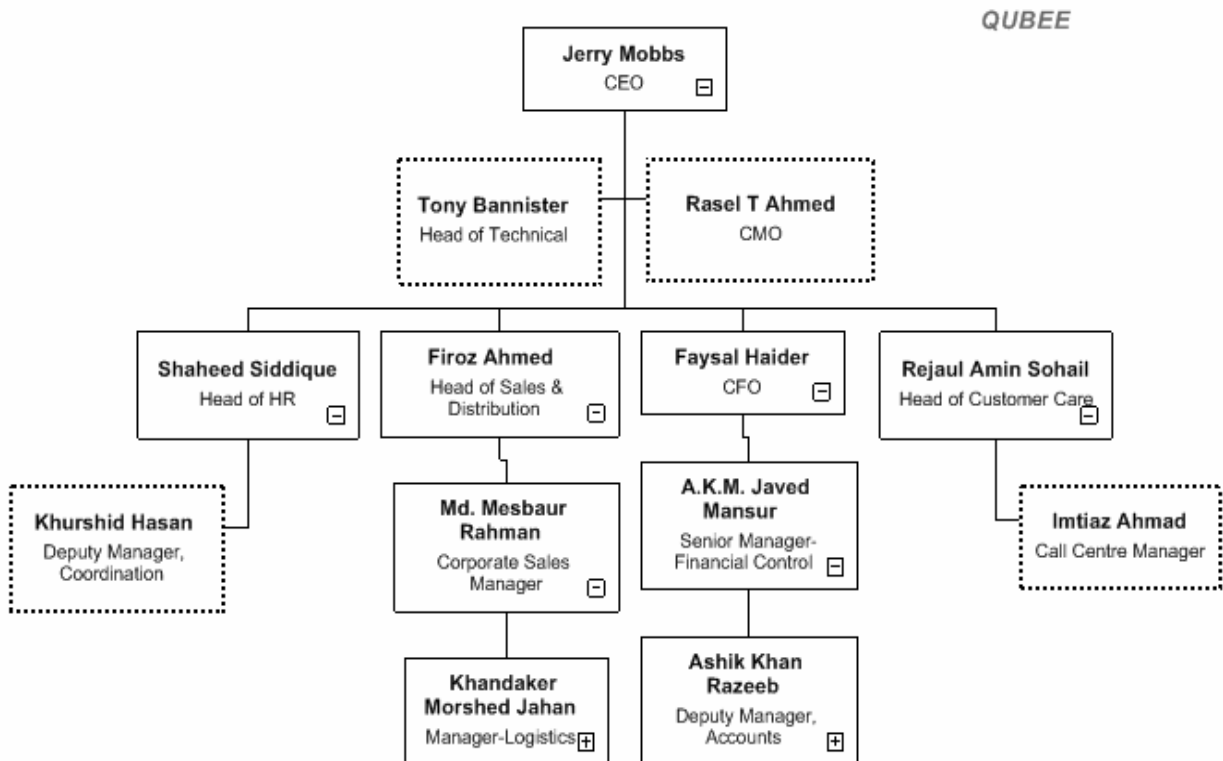 QUBEE
Jerry Mobbs
CEO
Tony Bannister
Head of Technical
Rasel T Ahmed
CMO
Shaheed Siddique
Head of HR
Firoz Ahmed
Head of Sales &
Distribution
Faysal Haider
CFO
Rejaul Amin Sohail
Head of Customer Care
Khurshid Hasan
Deputy Manager,
Coordination
Md. Mesbaur
Rahman
Corporate Sales
Manager
A.K.M. Javed
Mansur
Senior Manager-
Financial Control
Imtiaz Ahmad
Call Centre Manager
Khandaker
Morshed Jahan
Manager-Logistics
Ashik Khan
Razeeb
Deputy Manager,
Accounts